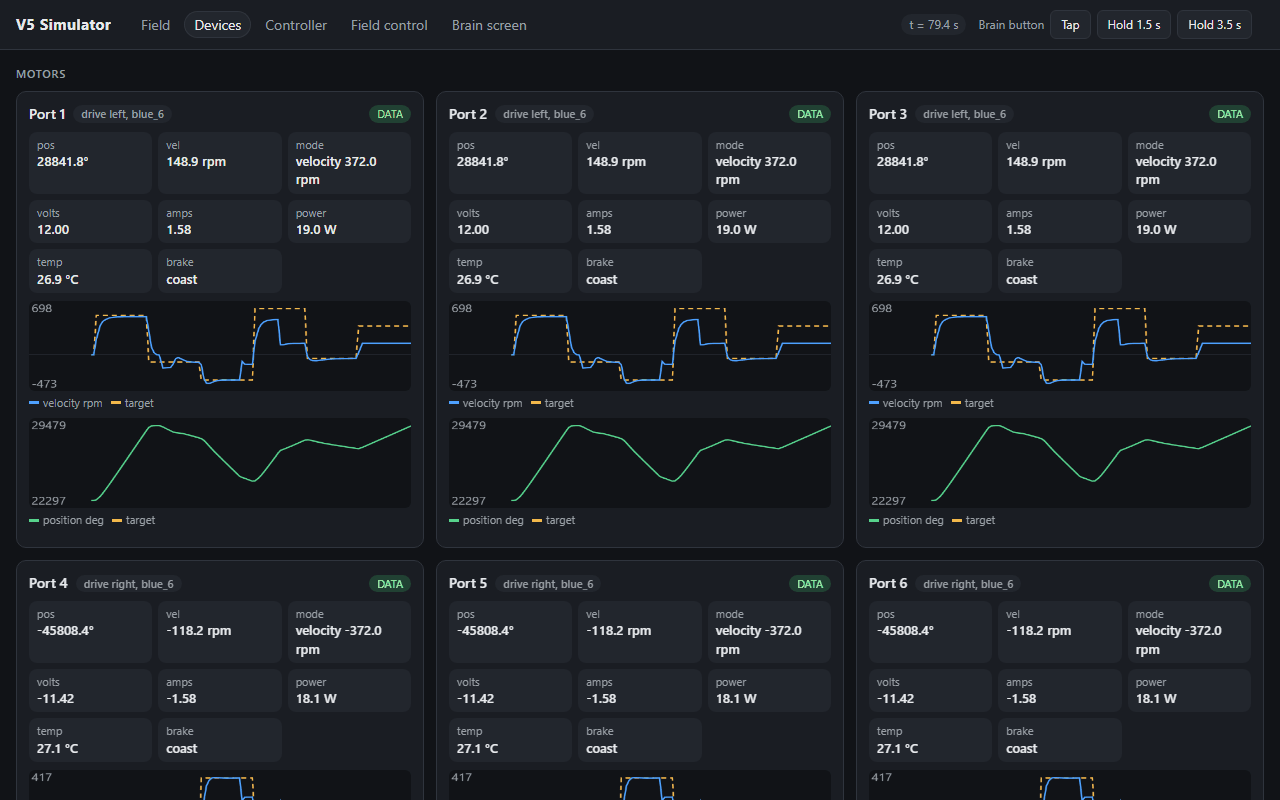 V5 Simulator Field Devices Controller Field control Brain screen t = 79.4 s Brain button Tap Hold 1.5 s Hold 3.5 s
MOTORS
Port 1 drive left, blue_6 DATA
pos vel mode
28841.8° 148.9 rpm velocity 372.0
rpm
volts amps power
12.00 1.58 19.0 W
temp brake
26.9 °C coast
698
-473
velocity rpm target
29479
22297
position deg target
Port 2 drive left, blue_6 DATA
pos vel mode
28841.8° 148.9 rpm velocity 372.0
rpm
volts amps power
12.00 1.58 19.0 W
temp brake
26.9 °C coast
698
-473
velocity rpm target
29479
22297
position deg target
Port 3 drive left, blue_6 DATA
pos vel mode
28841.8° 148.9 rpm velocity 372.0
rpm
volts amps power
12.00 1.58 19.0 W
temp brake
26.9 °C coast
698
-473
velocity rpm target
29479
22297
position deg target
Port 4 drive right, blue_6 DATA
pos vel mode
-45808.4° -118.2 rpm velocity -372.0
rpm
volts amps power
-11.42 -1.58 18.1 W
temp brake
27.1 °C coast
417
Port 5 drive right, blue_6 DATA
pos vel mode
-45808.4° -118.2 rpm velocity -372.0
rpm
volts amps power
-11.42 -1.58 18.1 W
temp brake
27.1 °C coast
417
Port 6 drive right, blue_6 DATA
pos vel mode
-45808.4° -118.2 rpm velocity -372.0
rpm
volts amps power
-11.42 -1.58 18.1 W
temp brake
27.1 °C coast
417